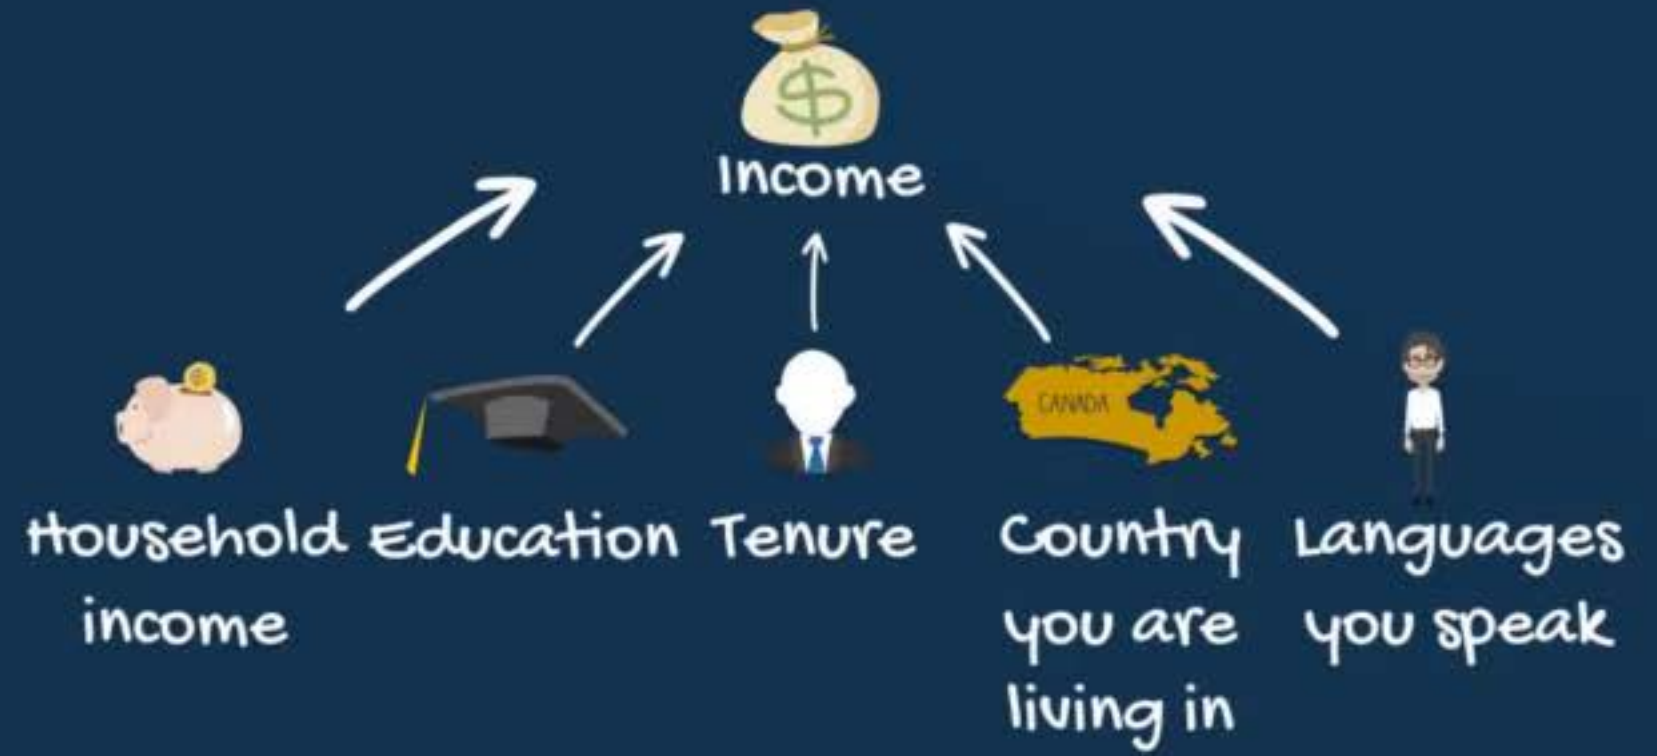 $
Income
CANADA
Household
income
Education
Tenure
Country
you are
living in
Languages
you speak